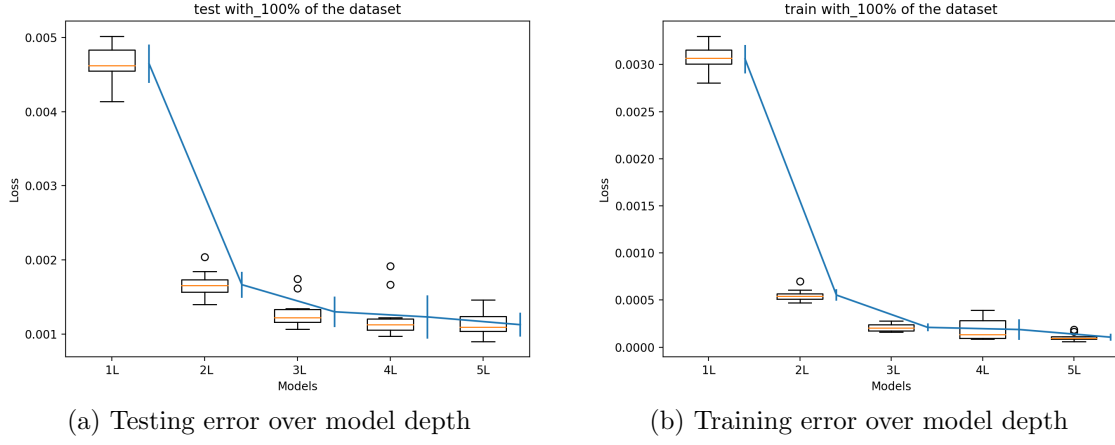 test with_100% of the dataset
0.005
0.004
0.003
0.002
0.001
Loss
1L 2L 3L 4L 5L
Models
(a) Testing error over model depth
train with_100% of the dataset
0.0030
0.0025
0.0020
0.0015
0.0010
0.0005
0.0000
Loss
1L 2L 3L 4L 5L
Models
(b) Training error over model depth